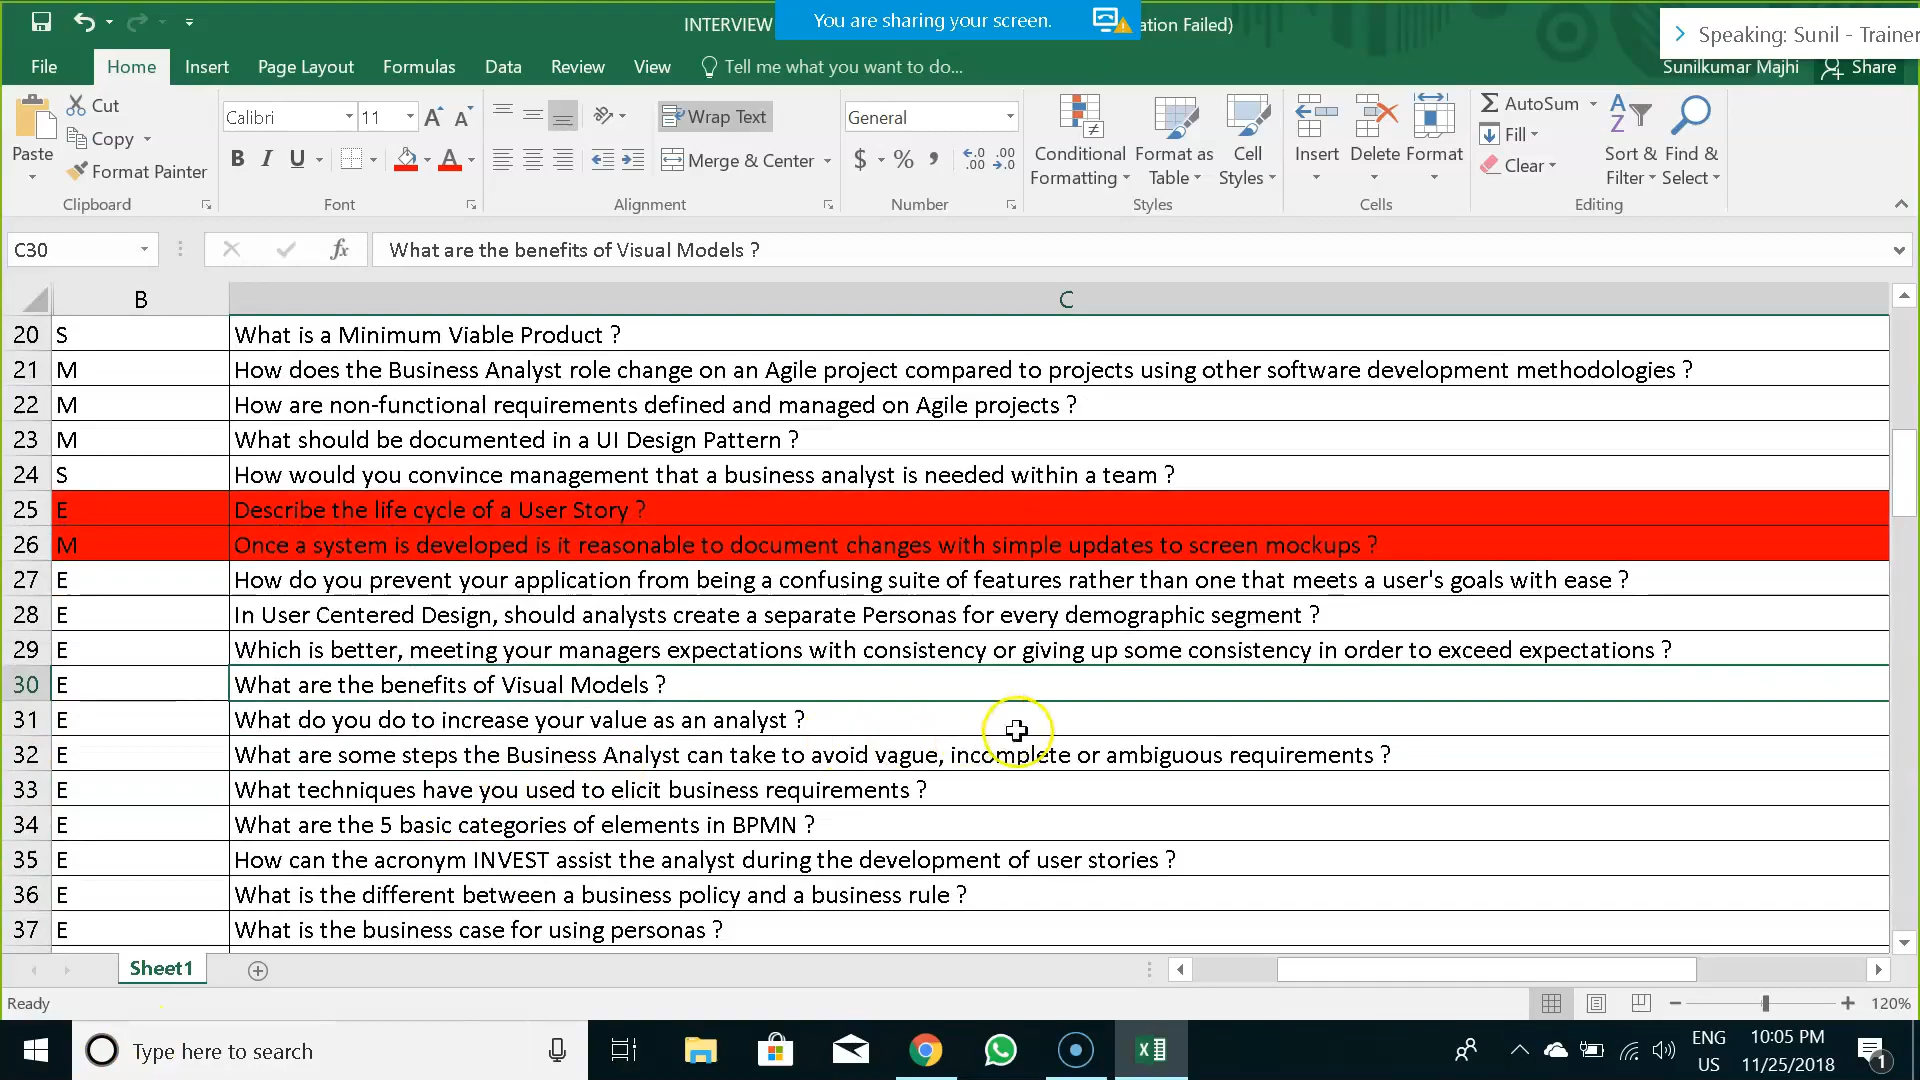 INTERVIEW
You are sharing your screen.
ation Failed)
Speaking: Sunil - Trainer
File Home Insert Page Layout Formulas Data Review View Tell me what you want to do... Sunilkumar Majhi Share
Paste Cut
Copy
Format Painter
Clipboard
Calibri 11
B I U
Font
Wrap Text
Merge & Center
Alignment
General
$ % , .0 .00 .00 .0
Number
Conditional Formatting
Format as Table
Cell Styles
Styles
Insert Delete Format
Cells
AutoSum
Fill
Clear
Sort & Filter
Find & Select
Editing
C30 fx What are the benefits of Visual Models ?
B C
20 S What is a Minimum Viable Product ?
21 M How does the Business Analyst role change on an Agile project compared to projects using other software development methodologies ?
22 M How are non-functional requirements defined and managed on Agile projects ?
23 M What should be documented in a UI Design Pattern ?
24 S How would you convince management that a business analyst is needed within a team ?
25 E Describe the life cycle of a User Story ?
26 M Once a system is developed is it reasonable to document changes with simple updates to screen mockups ?
27 E How do you prevent your application from being a confusing suite of features rather than one that meets a user's goals with ease ?
28 E In User Centered Design, should analysts create a separate Personas for every demographic segment ?
29 E Which is better, meeting your managers expectations with consistency or giving up some consistency in order to exceed expectations ?
30 E What are the benefits of Visual Models ?
31 E What do you do to increase your value as an analyst ?
32 E What are some steps the Business Analyst can take to avoid vague, incomplete or ambiguous requirements ?
33 E What techniques have you used to elicit business requirements ?
34 E What are the 5 basic categories of elements in BPMN ?
35 E How can the acronym INVEST assist the analyst during the development of user stories ?
36 E What is the different between a business policy and a business rule ?
37 E What is the business case for using personas ?
Sheet1
Ready 120%
Type here to search
ENG
US
10:05 PM
11/25/2018
1